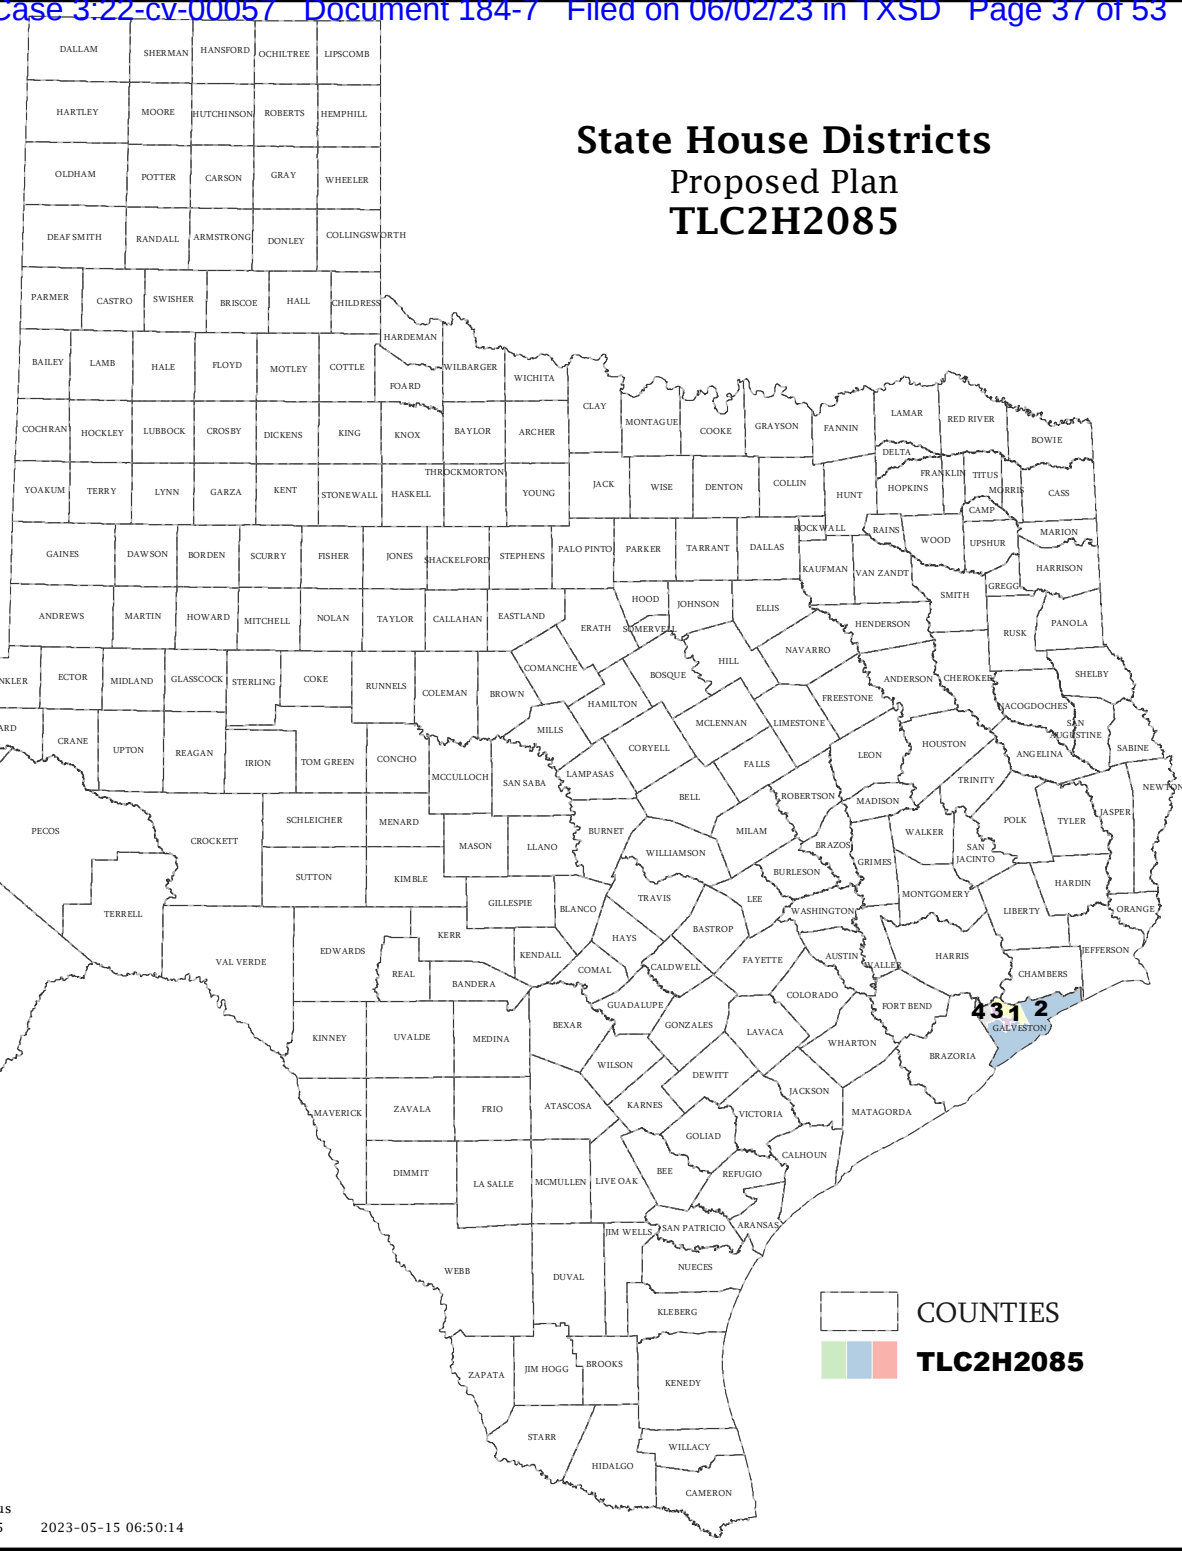 Case 3:22-cv-00057 Document 184-7 Filed on 06/02/23 in TXSD Page 37 of 53
State House Districts
Proposed Plan
TLC2H2085
DALLAM SHERMAN HANSFORD OCHILTREE LIPSCOMB
HARTLEY MOORE HUTCHINSON ROBERTS HEMPHILL
OLDHAM POTTER CARSON GRAY WHEELER
DEAF SMITH RANDALL ARMSTRONG DONLEY COLLINGSWORTH
PARMER CASTRO SWISHER BRISCOE HALL CHILDRESS
HARDEMAN
BAILEY LAMB HALE FLOYD MOTLEY COTTLE FOARD WILBARGER WICHITA
CLAY MONTAGUE COOKE GRAYSON FANNIN LAMAR RED RIVER BOWIE
COCHRAN HOCKLEY LUBBOCK CROSBY DICKENS KING KNOX BAYLOR ARCHER
DELTA
YOAKUM TERRY LYNN GARZA KENT STONEWALL HASKELL THROCKMORTON YOUNG JACK WISE DENTON COLLIN HUNT HOPKINS FRANKLIN TITUS MORRIS CASS
CAMP
ROCKWALL RAINS WOOD UPSHUR MARION
GAINES DAWSON BORDEN SCURRY FISHER JONES SHACKELFORD STEPHENS PALO PINTO PARKER TARRANT DALLAS KAUFMAN VAN ZANDT HARRISON
GREGG
SMITH
ANDREWS MARTIN HOWARD MITCHELL NOLAN TAYLOR CALLAHAN EASTLAND ERATH HOOD SOMERVELL JOHNSON ELLIS HENDERSON RUSK PANOLA
NKLER ECTOR MIDLAND GLASSCOCK STERLING COKE RUNNELS COLEMAN BROWN COMANCHE HAMILTON BOSQUE HILL NAVARRO FREESTONE ANDERSON CHEROKEE SHELBY
NACOGDOCHES
ARD CRANE UPTON REAGAN IRION TOM GREEN CONCHO MCCULLOCH SAN SABA MILLS LAMPASAS CORYELL MCLENNAN LIMESTONE FALLS LEON HOUSTON ANGELINA
SAN
AUGUSTINE
SABINE
TRINITY NEWTON
PECOS CROCKETT SCHLEICHER MENARD MASON LLANO BURNET BELL MILAM ROBERTSON MADISON WALKER POLK TYLER JASPER
WILLIAMSON BRAZOS GRIMES
SAN
JACINTO
TERRELL SUTTON KIMBLE GILLESPIE BLANCO TRAVIS LEE BURLESON WASHINGTON MONTGOMERY LIBERTY HARDIN ORANGE
VAL VERDE EDWARDS KERR KENDALL HAYS BASTROP FAYETTE AUSTIN WALLER HARRIS JEFFERSON
REAL BANDERA COMAL CALDWELL COLORADO FORT BEND CHAMBERS
KINNEY UVALDE MEDINA BEXAR GUADALUPE GONZALES LAVACA WHARTON BRAZORIA
4 3 1 2
GALVESTON
WILSON DEWITT
MAVERICK ZAVALA FRIO ATASCOSA KARNES VICTORIA JACKSON MATAGORDA
GOLIAD CALHOUN
DIMMIT LA SALLE MCMULLEN LIVE OAK BEE REFUGIO
JIM WELLS SAN PATRICIO ARANSAS
WEBB DUVAL NUECES
KLEBERG
ZAPATA JIM HOGG BROOKS KENEDY
STARR HIDALGO WILLACY
CAMERON
COUNTIES
TLC2H2085
us
5 2023-05-15 06:50:14